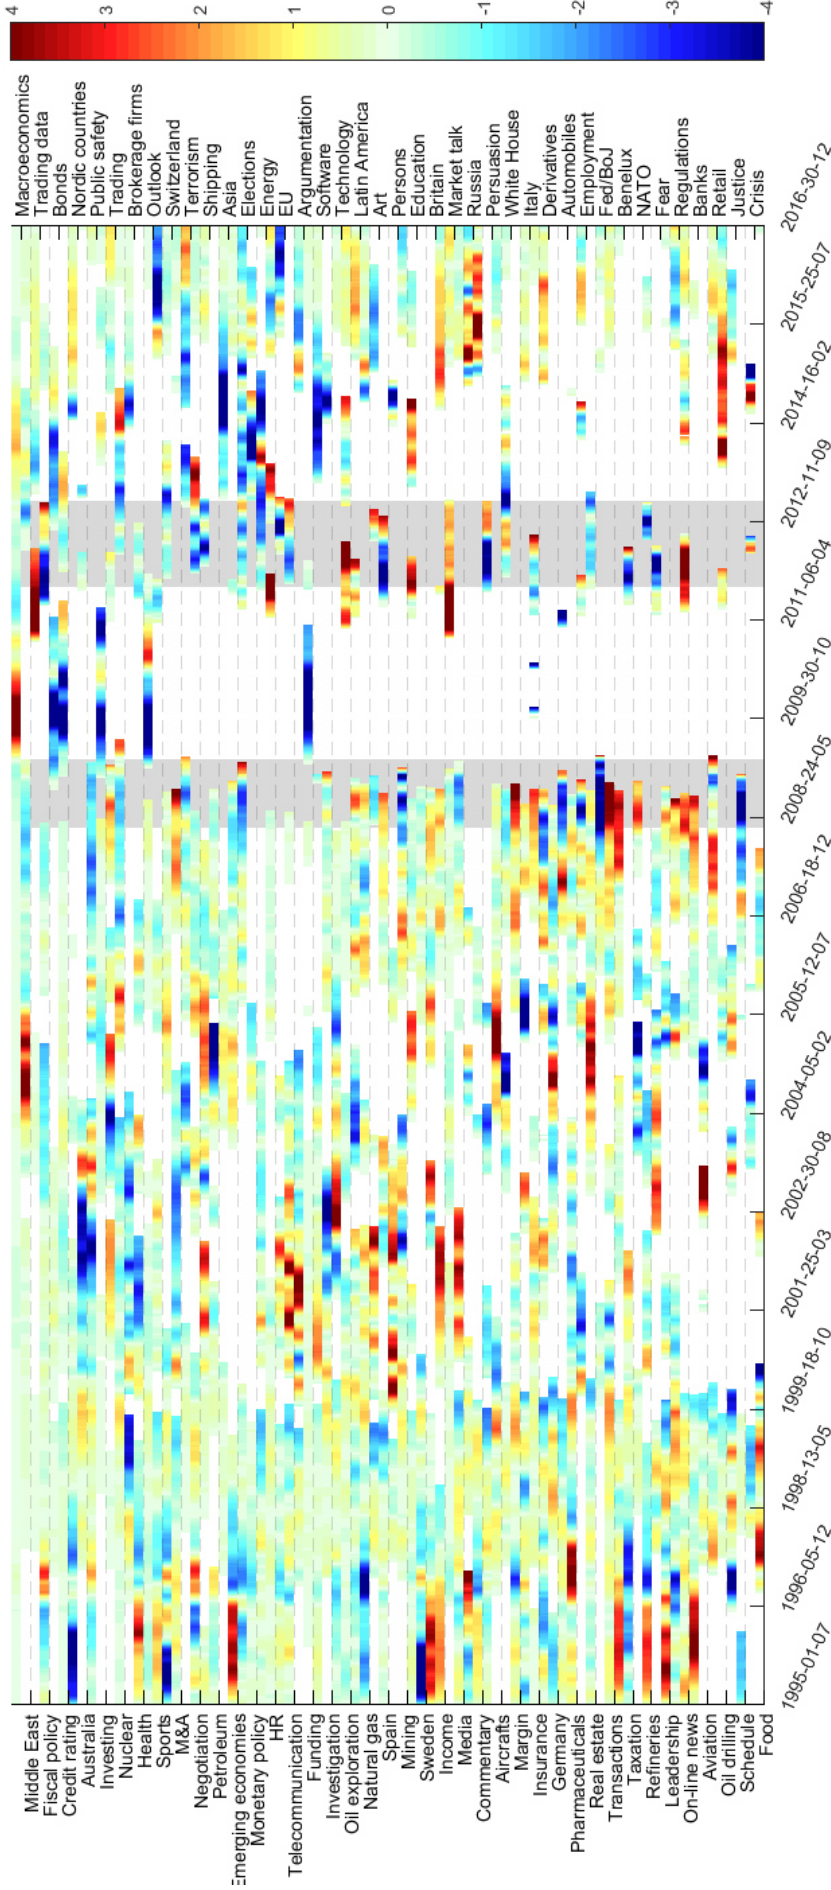 4
3
2
1
0
-1
-2
-3
-4
Macroeconomics
Trading data
Bonds
Nordic countries
Public safety
Trading
Brokerage firms
Outlook
Switzerland
Terrorism
Shipping
Asia
Elections
Energy
EU
Argumentation
Software
Technology
Latin America
Art
Persons
Education
Britain
Market talk
Russia
Persuasion
White House
Italy
Derivatives
Automobiles
Employment
Fed/BoJ
Benelux
NATO
Fear
Regulations
Banks
Retail
Justice
Crisis
2016-30-12
2015-25-07
2014-16-02
2012-11-09
2011-06-04
2009-30-10
2008-24-05
2006-18-12
2005-12-07
2004-05-02
2002-30-08
2001-25-03
1999-18-10
1998-13-05
1996-05-12
1995-01-07
Middle East
Fiscal policy
Credit rating
Australia
Investing
Nuclear
Health
Sports
M&A
Negotiation
Petroleum
Emerging economies
Monetary policy
HR
Telecommunication
Funding
Investigation
Oil exploration
Natural gas
Spain
Mining
Sweden
Income
Media
Commentary
Aircrafts
Margin
Insurance
Germany
Pharmaceuticals
Real estate
Transactions
Taxation
Refineries
Leadership
On-line news
Aviation
Oil drilling
Schedule
Food